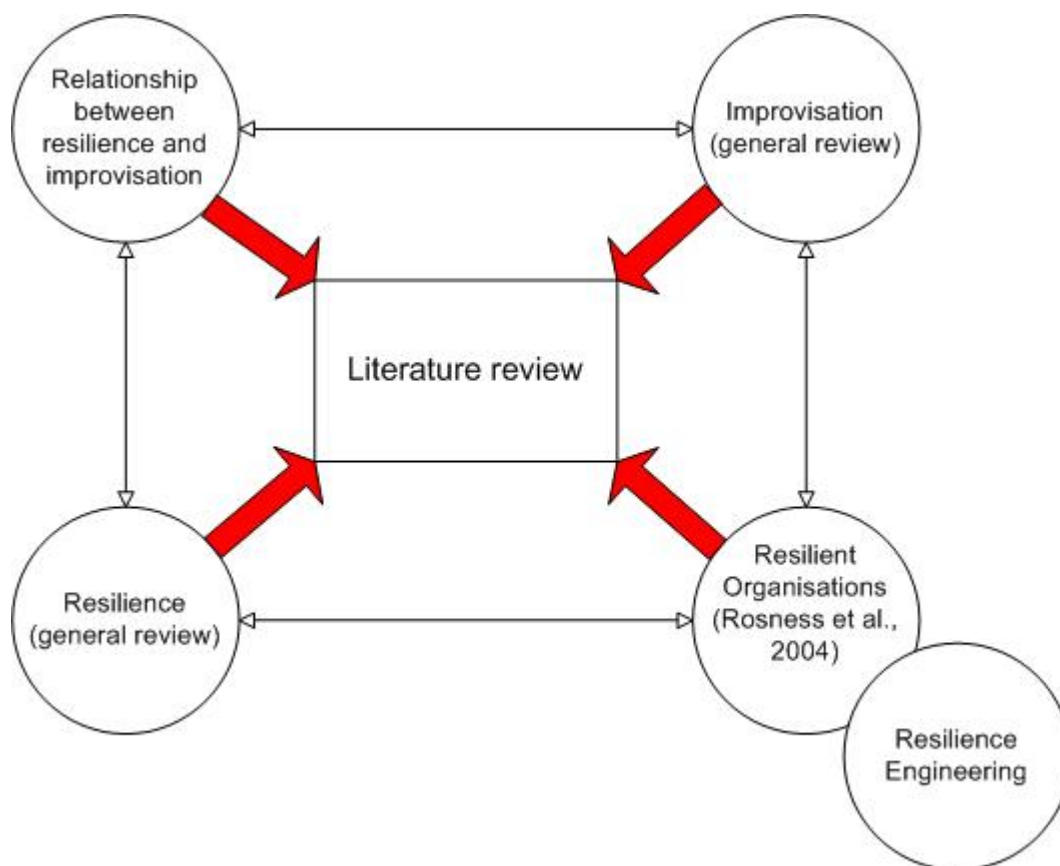 Relationship
between
resilience and
improvisation
Improvisation
(general review)
Literature review
Resilience
(general review)
Resilient
Organisations
(Rosness et al.,
2004)
Resilience
Engineering